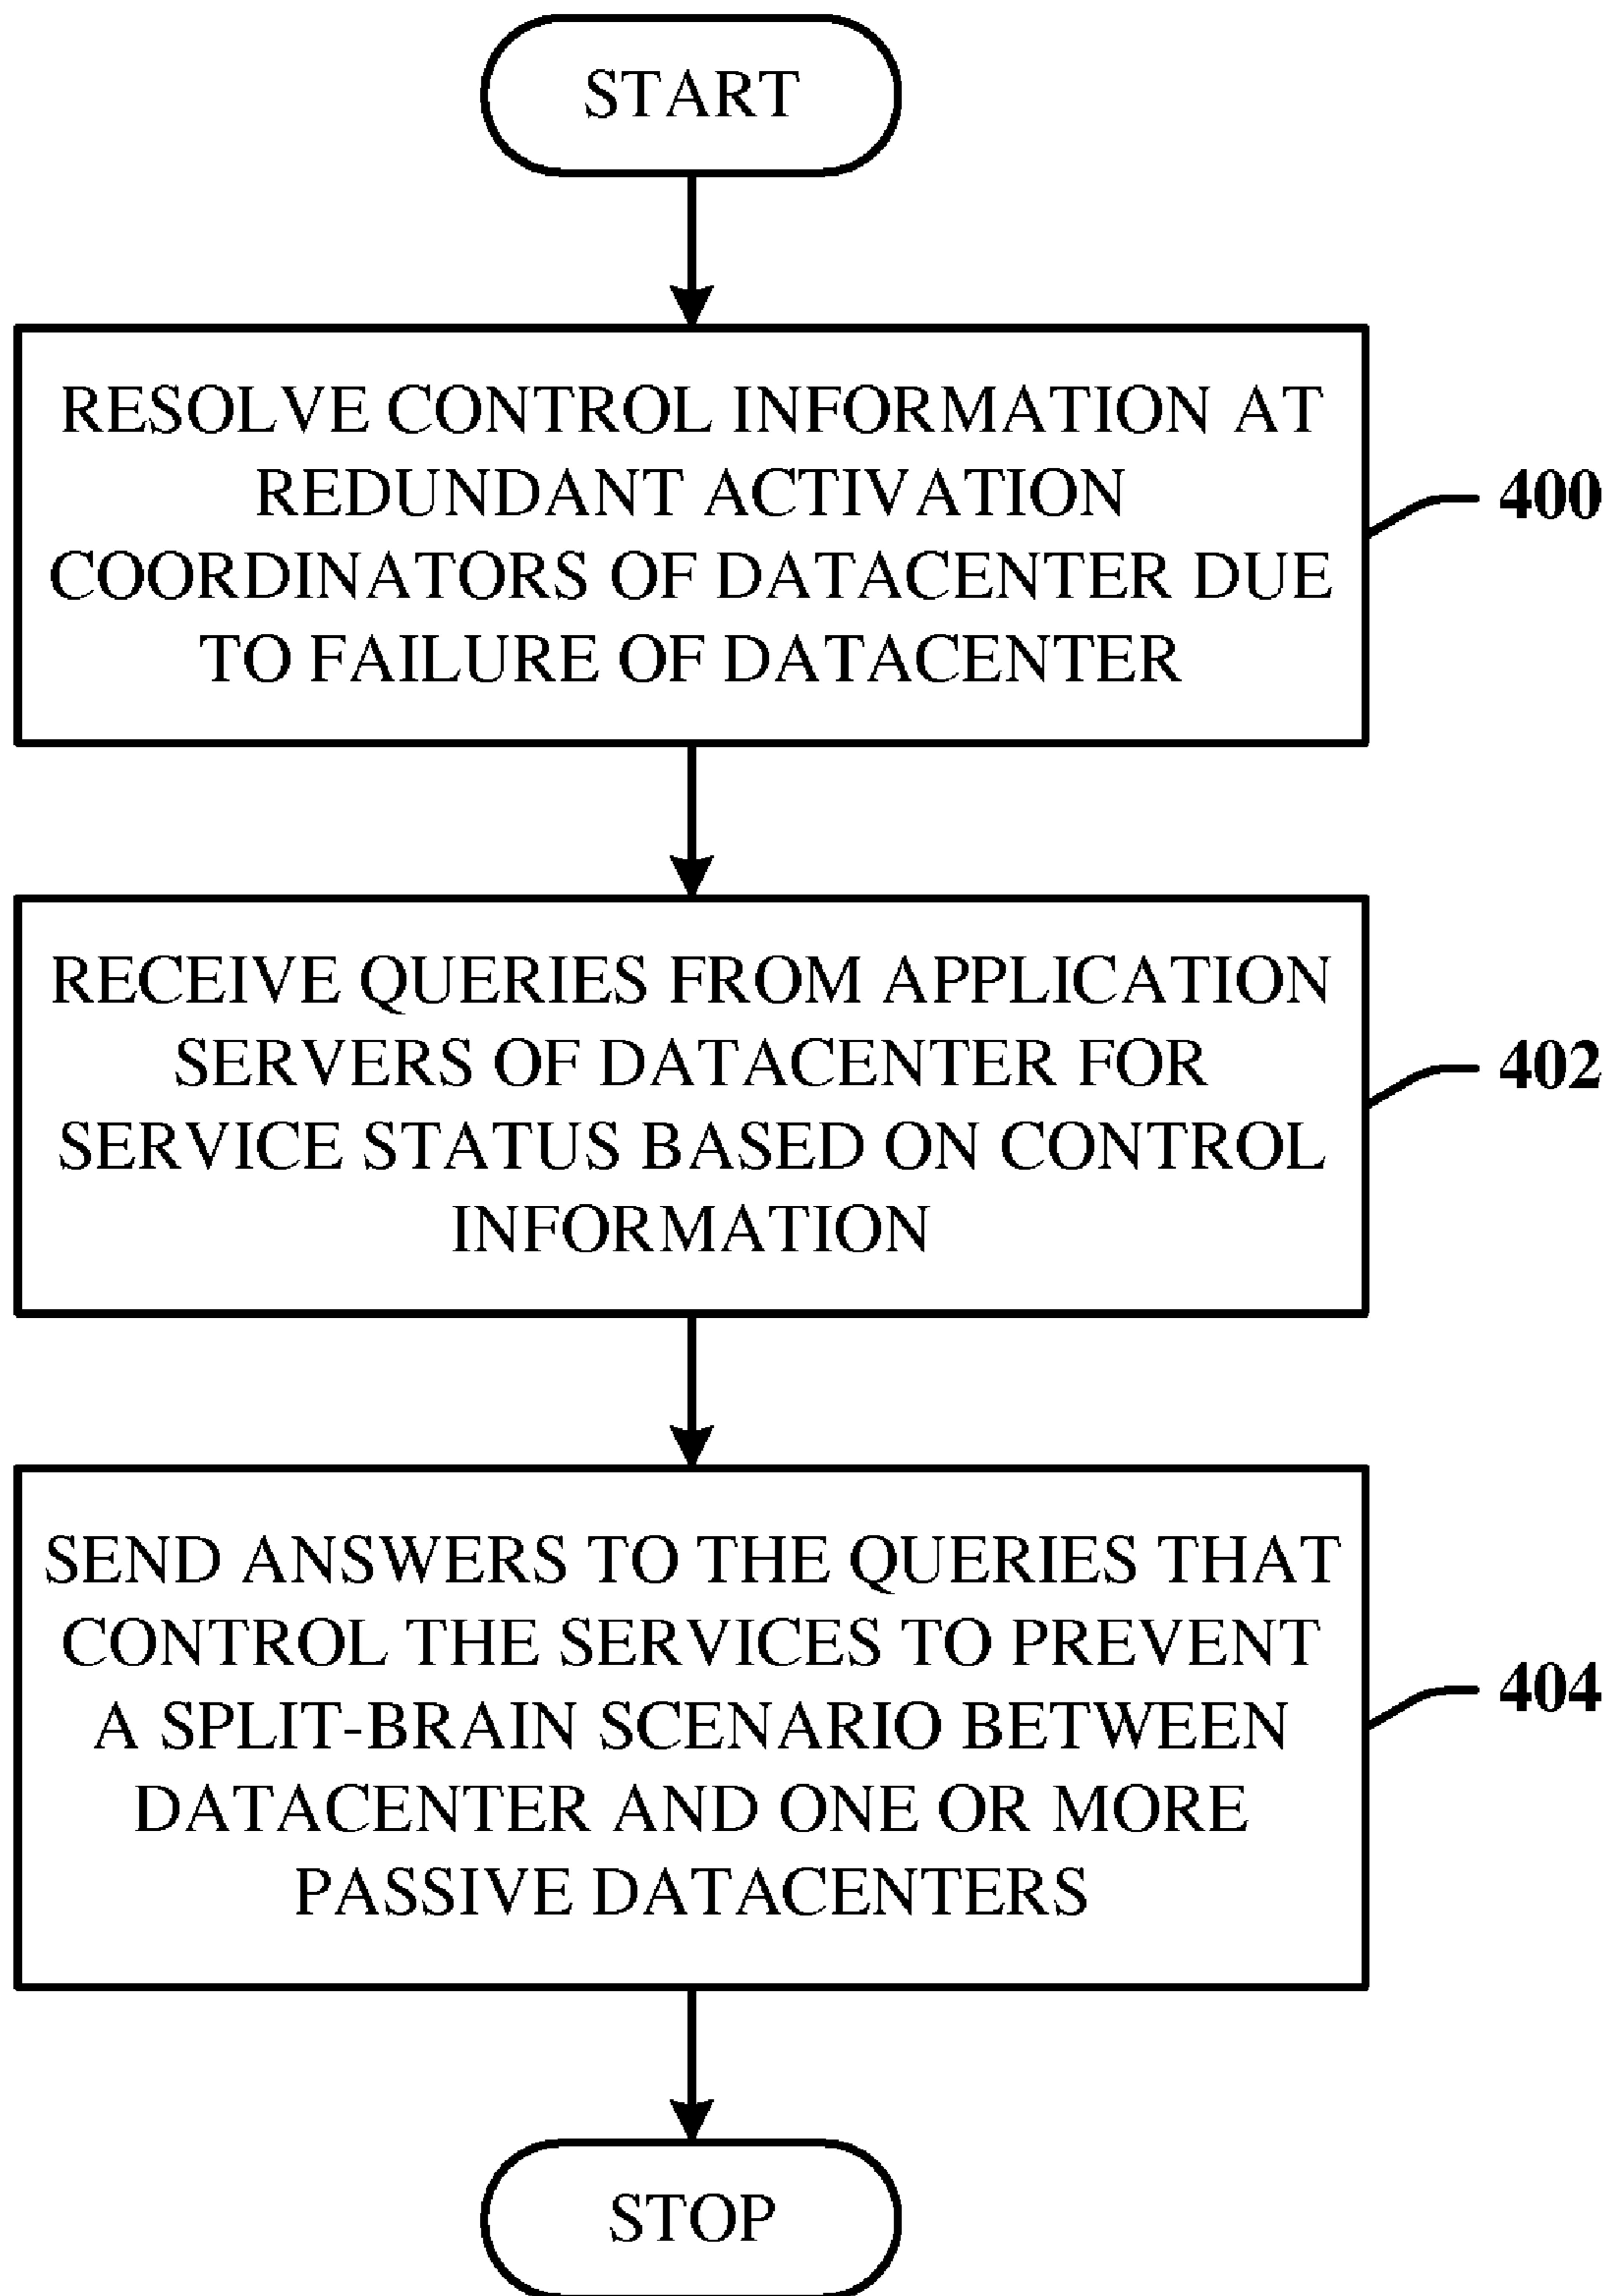 START
RESOLVE CONTROL INFORMATION AT
REDUNDANT ACTIVATION
COORDINATORS OF DATACENTER DUE
TO FAILURE OF DATACENTER
400
RECEIVE QUERIES FROM APPLICATION
SERVERS OF DATACENTER FOR
SERVICE STATUS BASED ON CONTROL
INFORMATION
402
SEND ANSWERS TO THE QUERIES THAT
CONTROL THE SERVICES TO PREVENT
A SPLIT-BRAIN SCENARIO BETWEEN
DATACENTER AND ONE OR MORE
PASSIVE DATACENTERS
404
STOP